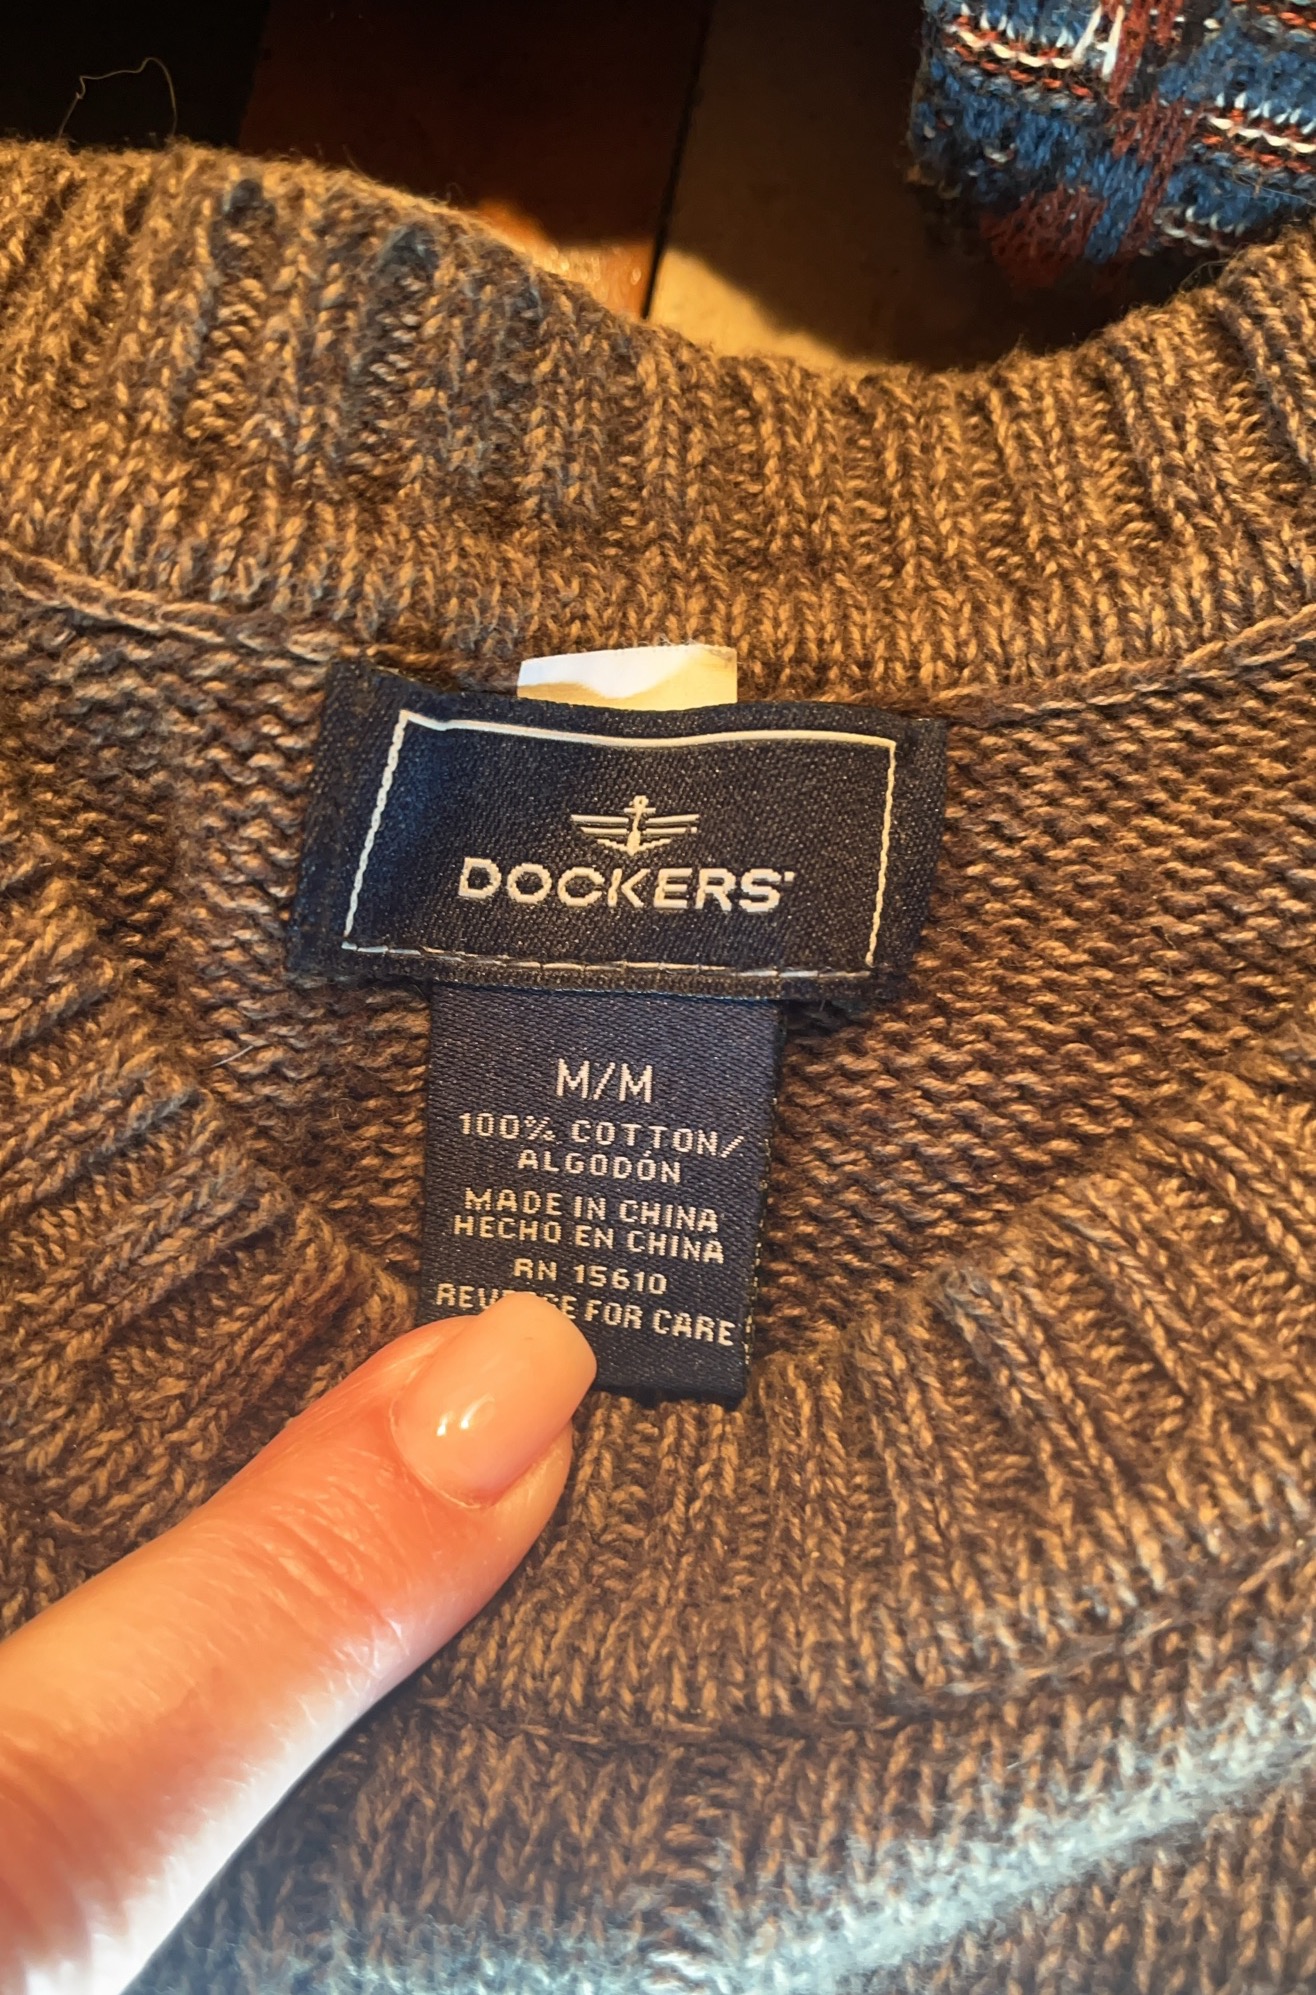 DOCKERS
M/M
100% COTTON/
ALGODÓN
MADE IN CHINA
HECHO EN CHINA
RN 15610
FOR CARE